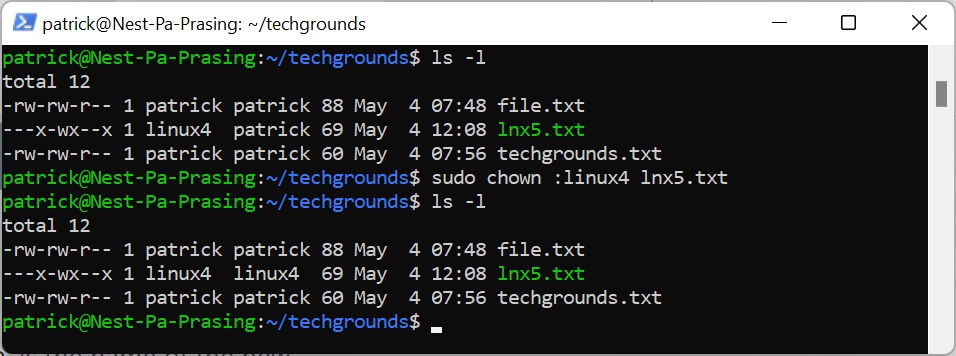 patrick@Nest-Pa-Prasing: ~/techgrounds
patrick@Nest-Pa-Prasing:~/techgrounds$ ls -l
total 12
-rw-rw-r-- 1 patrick patrick 88 May  4 07:48 file.txt
---x-wx--x 1 linux4  patrick 69 May  4 12:08 lnx5.txt
-rw-rw-r-- 1 patrick patrick 60 May  4 07:56 techgrounds.txt
patrick@Nest-Pa-Prasing:~/techgrounds$ sudo chown :linux4 lnx5.txt
patrick@Nest-Pa-Prasing:~/techgrounds$ ls -l
total 12
-rw-rw-r-- 1 patrick patrick 88 May  4 07:48 file.txt
---x-wx--x 1 linux4  linux4  69 May  4 12:08 lnx5.txt
-rw-rw-r-- 1 patrick patrick 60 May  4 07:56 techgrounds.txt
patrick@Nest-Pa-Prasing:~/techgrounds$